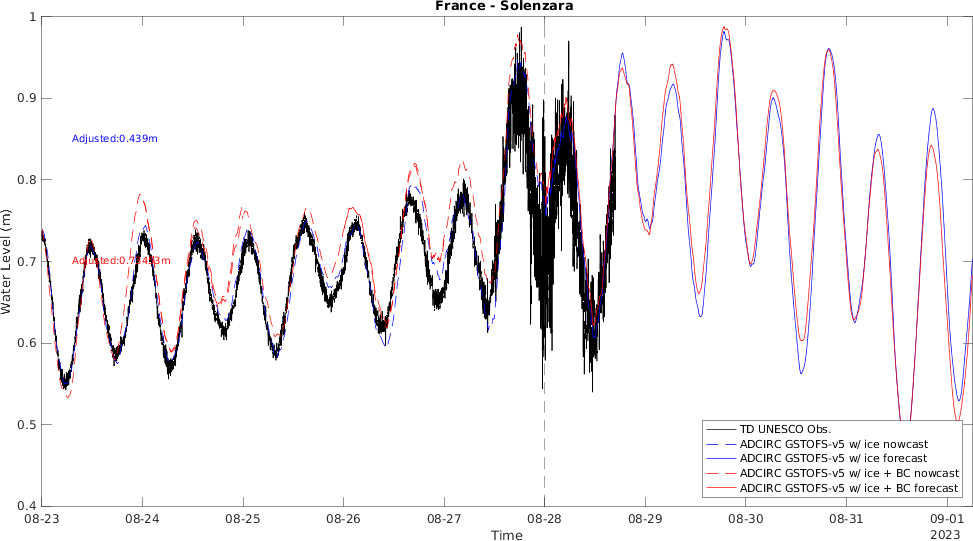 France - Solenzara
1
0.9
0.8
0.7
0.6
0.5
0.4
Water Level (m)
Adjusted:0.439m
TD UNESCO Obs.
ADCIRC GSTOFS-v5 w/ ice nowcast
ADCIRC GSTOFS-v5 w/ ice forecast
ADCIRC GSTOFS-v5 w/ ice + BC nowcast
ADCIRC GSTOFS-v5 w/ ice + BC forecast
08-23 08-24 08-25 08-26 08-27 08-28 08-29 08-30 08-31 09-01
2023
Time